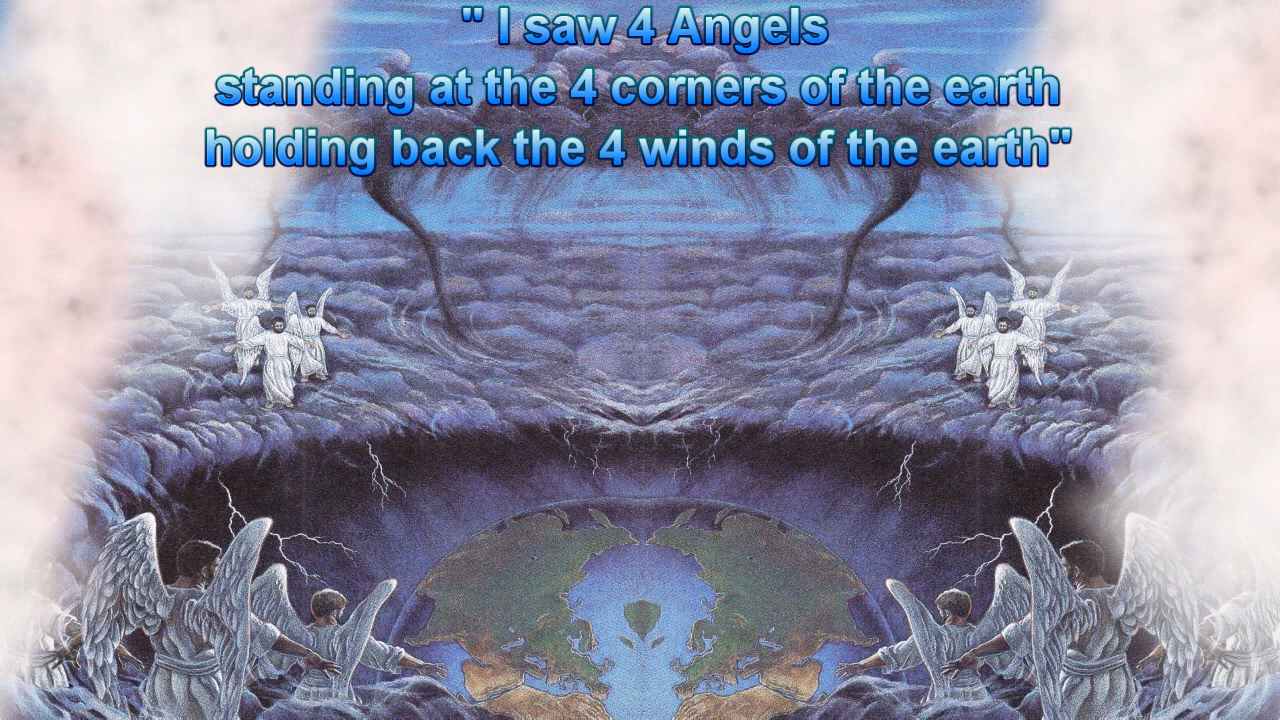 " I saw 4 Angels
standing at the 4 corners of the earth
holding back the 4 winds of the earth"